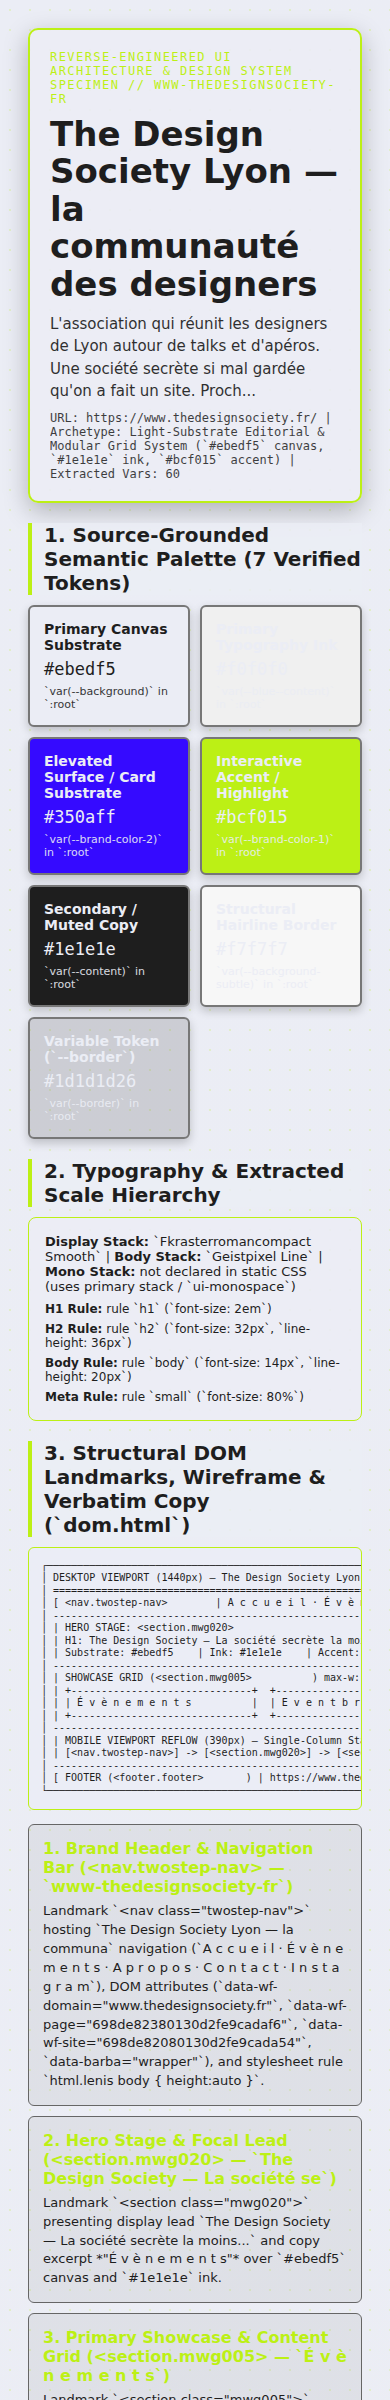 REVERSE-ENGINEERED UI
ARCHITECTURE & DESIGN SYSTEM
SPECIMEN // WWW-THEDESIGNSOCIETY-
FR
The Design
Society Lyon —
la
communauté
des designers
L'association qui réunit les designers
de Lyon autour de talks et d'apéros.
Une société secrète si mal gardée
qu'on a fait un site. Proch...
URL: https://www.thedesignsociety.fr/ |
Archetype: Light-Substrate Editorial &
Modular Grid System (`#ebedf5` canvas,
`#1e1e1e` ink, `#bcf015` accent) |
Extracted Vars: 60
1. Source-Grounded
Semantic Palette (7 Verified
Tokens)
Primary Canvas
Substrate
#ebedf5
`var(--background)` in
`:root`
Primary
Typography Ink
Elevated
Surface / Card
Substrate
#350aff
`var(--brand-color-2)`
in `:root`
Interactive
Accent /
Highlight
#bcf015
`var(--brand-color-1)`
in `:root`
Secondary /
Muted Copy
#1e1e1e
`var(--content)` in
`:root`
Structural
Hairline Border
#f7f7f7
`var(--background-
subtle)` in `:root`
Variable Token
(`--border`)
#1d1d1d26
`var(--border)` in
`:root`
2. Typography & Extracted
Scale Hierarchy
Display Stack: `Fkrasterromancompact
Smooth` | Body Stack: `Geistpixel Line` |
Mono Stack: not declared in static CSS
(uses primary stack / `ui-monospace`)
H1 Rule: rule `h1` (`font-size: 2em`)
H2 Rule: rule `h2` (`font-size: 32px`, `line-
height: 36px`)
Body Rule: rule `body` (`font-size: 14px`, `line-
height: 20px`)
Meta Rule: rule `small` (`font-size: 80%`)
3. Structural DOM
Landmarks, Wireframe &
Verbatim Copy
(`dom.html`)
DESKTOP VIEWPORT (1440px) — The Design Society Lyon
[ <nav.twostep-nav> | A c c u e i l · É v è
| HERO STAGE: <section.mwg020>
| H1: The Design Society — La société secrète la mo
| Substrate: #ebedf5 | Ink: #1e1e1e | Accent:
| SHOWCASE GRID (<section.mwg005> ) max-w:
| +------------------------------+ +--------------
| | É v è n e m e n t s | | E v e n t b r
| +------------------------------+ +--------------
| MOBILE VIEWPORT REFLOW (390px) — Single-Column St
| [<nav.twostep-nav>] -> [<section.mwg020>] -> [<se
[ FOOTER (<footer.footer> ) | https://www.the
1. Brand Header & Navigation
Bar (<nav.twostep-nav> —
`www-thedesignsociety-fr`)
Landmark `<nav class="twostep-nav">`
hosting `The Design Society Lyon — la
communa` navigation (`A c c u e i l · É v è n e
m e n t s · A p r o p o s · C o n t a c t · I n s t a
g r a m`), DOM attributes (`data-wf-
domain="www.thedesignsociety.fr"`, `data-wf-
page="698de82380130d2fe9cadaf6"`, `data-
wf-site="698de82080130d2fe9cada54"`,
`data-barba="wrapper"`), and stylesheet rule
`html.lenis body { height:auto }`.
2. Hero Stage & Focal Lead
(<section.mwg020> — `The
Design Society — La société se`)
Landmark `<section class="mwg020">`
presenting display lead `The Design Society
— La société secrète la moins...` and copy
excerpt *"É v è n e m e n t s"* over `#ebedf5`
canvas and `#1e1e1e` ink.
3. Primary Showcase & Content
Grid (<section.mwg005> — `É v è
n e m e n t s`)
Landmark `<section class="mwg005">`